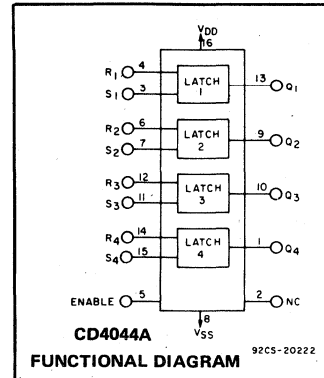 VDD
16
R1 4 LATCH 1 13 Q1
S1 3
R2 6 LATCH 2 9 Q2
S2 7
R3 12 LATCH 3 10 Q3
S3 11
R4 14 LATCH 4 1 Q4
S4 15
ENABLE 5 2 NC
8
VSS
CD4044A
92CS-20222
FUNCTIONAL DIAGRAM